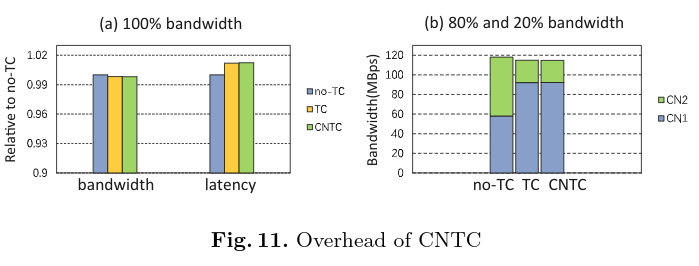 (a) 100% bandwidth
Relative to no-TC
1.02
0.99
0.96
0.93
0.9
bandwidth latency
no-TC
TC
CNTC
(b) 80% and 20% bandwidth
Bandwidth(MBps)
120
100
80
60
40
20
0
no-TC TC CNTC
CN2
CN1
Fig. 11. Overhead of CNTC